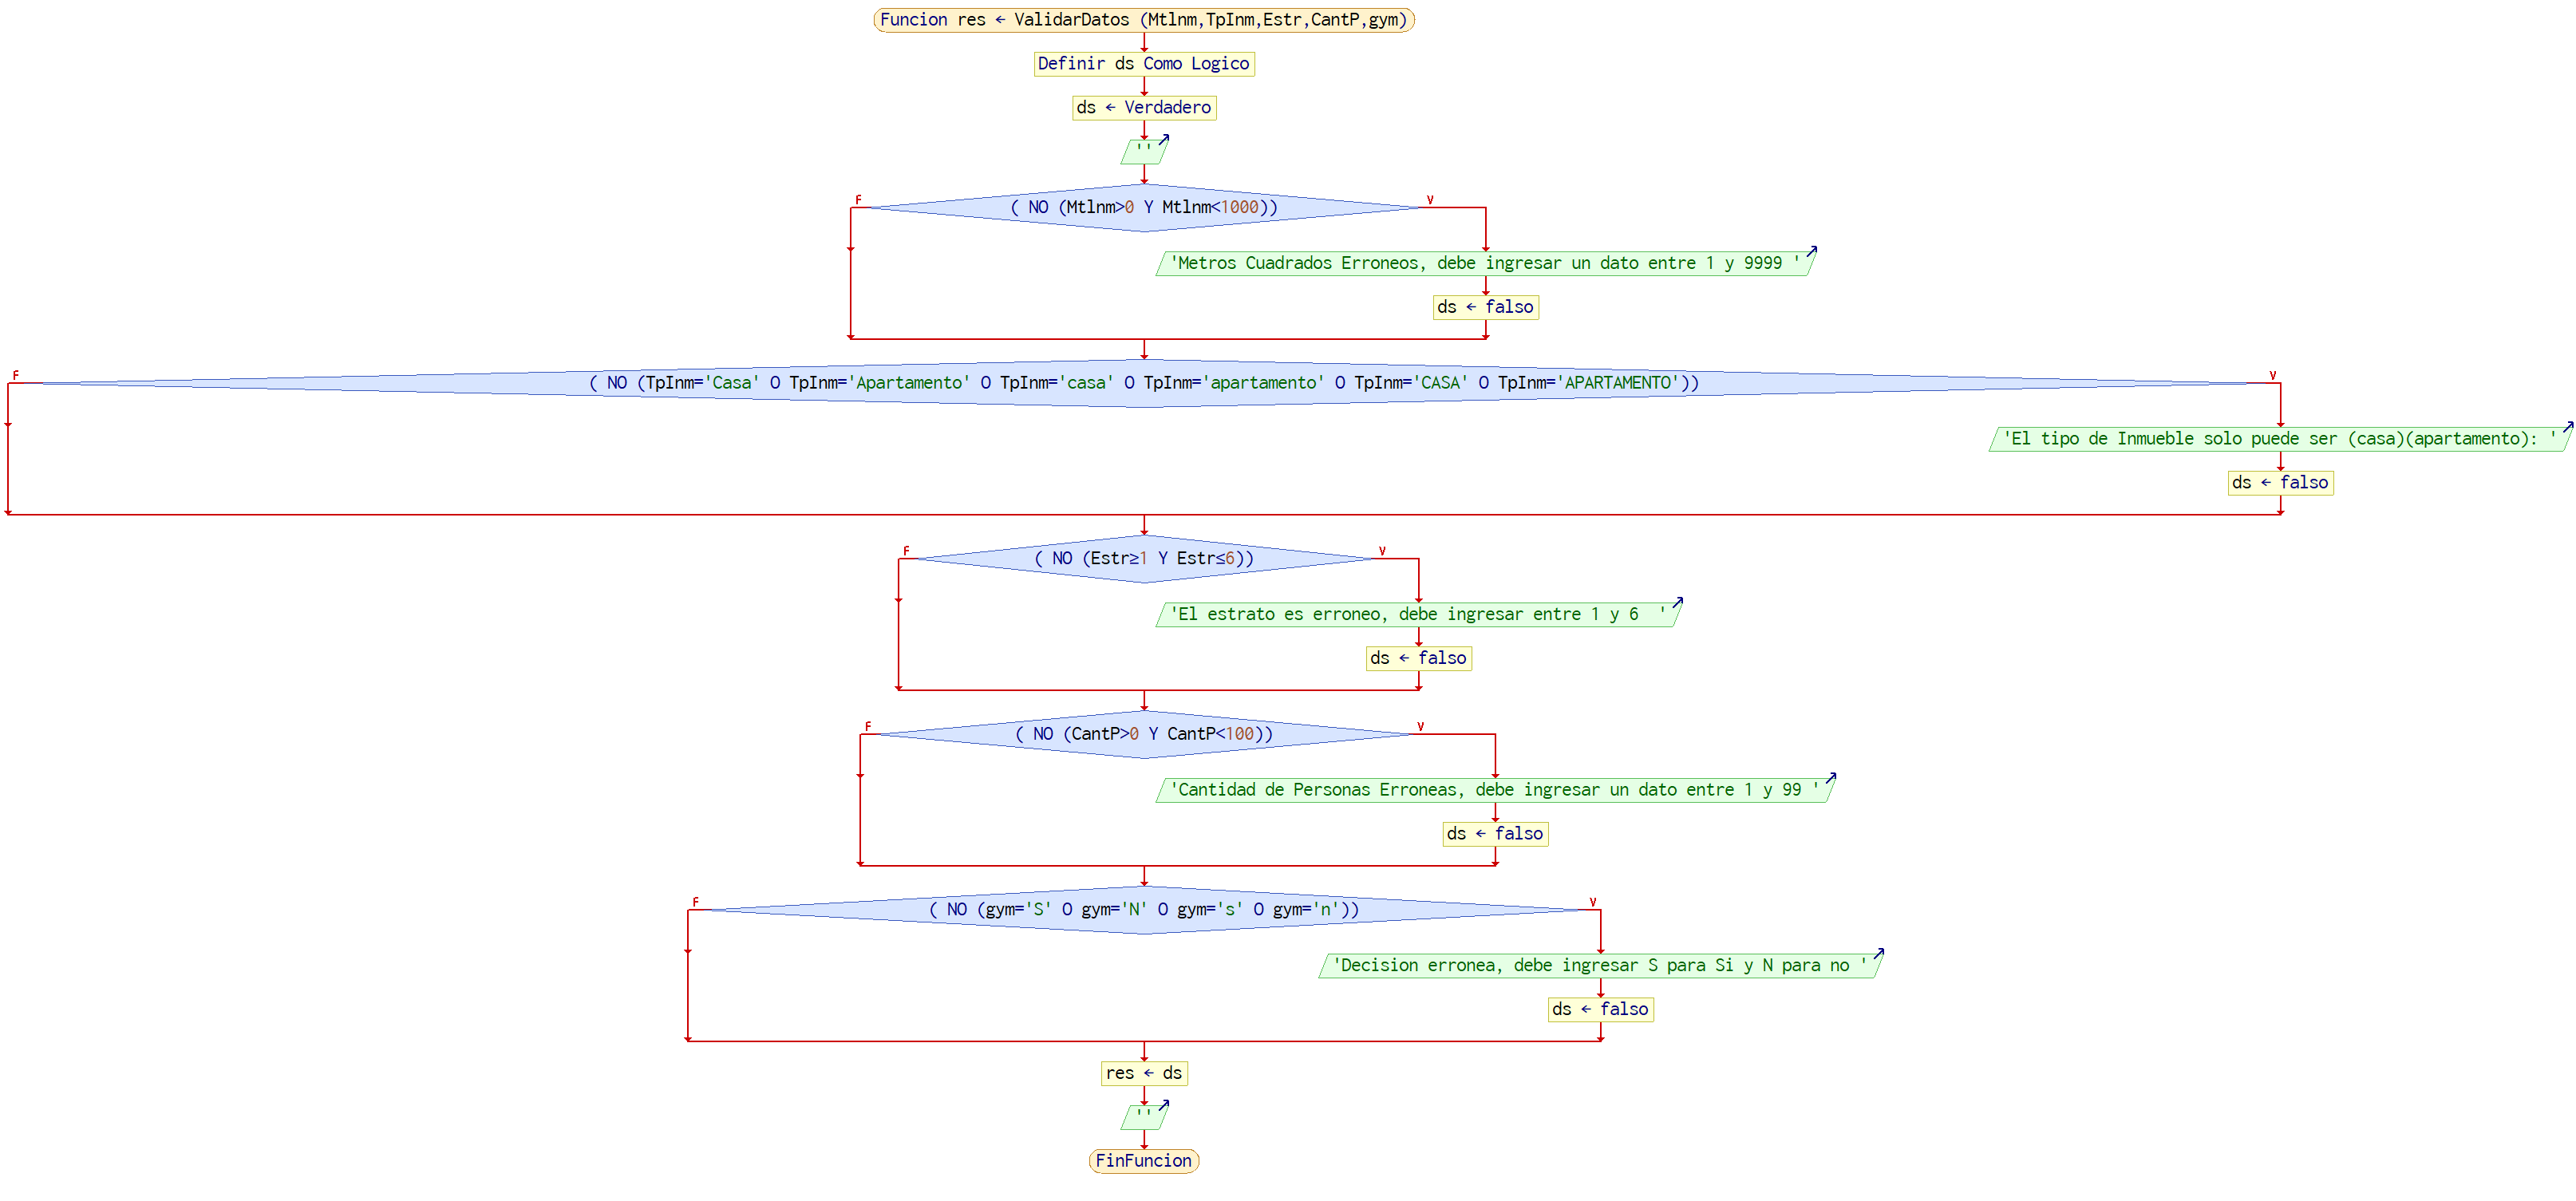 Funcion res ← ValidarDatos (Mtlnm,TpInm,Estr,CantP,gym)
Definir ds Como Logico
ds ← Verdadero
''
F
( NO (Mtlnm>0 Y Mtlnm<1000))
V
'Metros Cuadrados Erroneos, debe ingresar un dato entre 1 y 9999 '
ds ← falso
F
( NO (TpInm='Casa' O TpInm='Apartamento' O TpInm='casa' O TpInm='apartamento' O TpInm='CASA' O TpInm='APARTAMENTO'))
V
'El tipo de Inmueble solo puede ser (casa)(apartamento): '
ds ← falso
F
( NO (Estr≥1 Y Estr≤6))
V
'El estrato es erroneo, debe ingresar entre 1 y 6  '
ds ← falso
F
( NO (CantP>0 Y CantP<100))
V
'Cantidad de Personas Erroneas, debe ingresar un dato entre 1 y 99 '
ds ← falso
F
( NO (gym='S' O gym='N' O gym='s' O gym='n'))
V
'Decision erronea, debe ingresar S para Si y N para no '
ds ← falso
res ← ds
''
FinFuncion